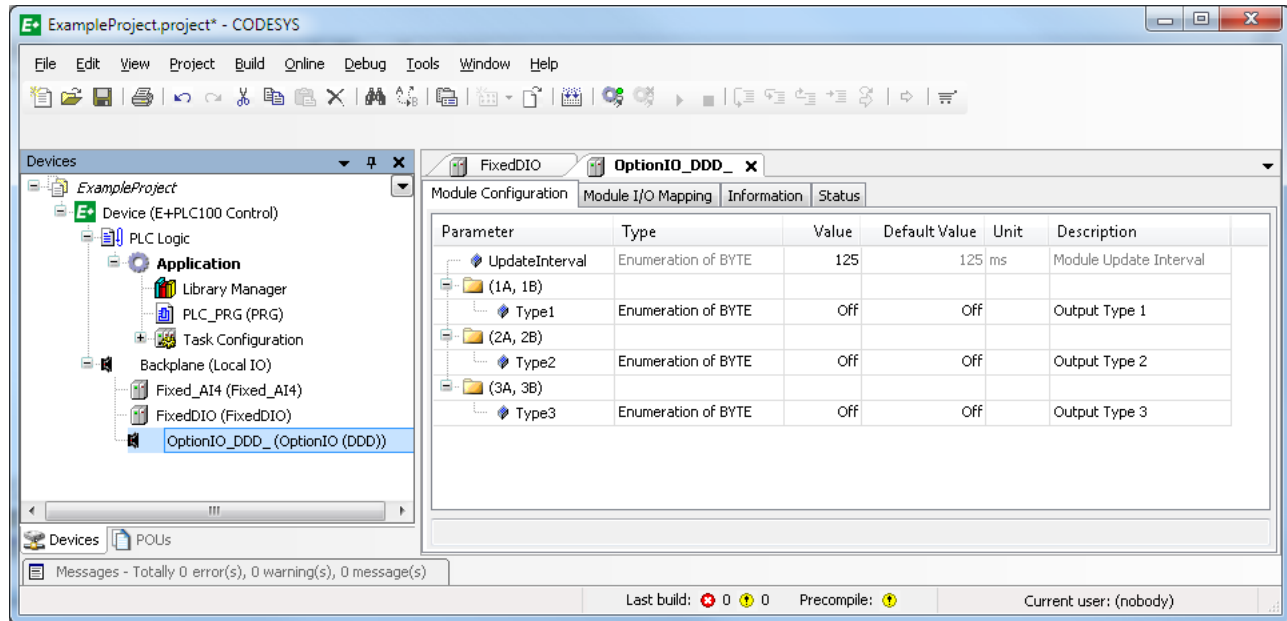 E+ ExampleProject.project* - CODESYS
File Edit View Project Build Online Debug Tools Window Help
Devices
ExampleProject
E+ Device (E+PLC100 Control)
PLC Logic
Application
Library Manager
PLC_PRG (PRG)
Task Configuration
Backplane (Local IO)
Fixed_AI4 (Fixed_AI4)
FixedDIO (FixedDIO)
OptionIO_DDD_ (OptionIO (DDD))
Devices POUs
FixedDIO OptionIO_DDD_
Module Configuration Module I/O Mapping Information Status
Parameter Type Value Default Value Unit Description
UpdateInterval Enumeration of BYTE 125 125 ms Module Update Interval
(1A, 1B)
Type1 Enumeration of BYTE Off Off Output Type 1
(2A, 2B)
Type2 Enumeration of BYTE Off Off Output Type 2
(3A, 3B)
Type3 Enumeration of BYTE Off Off Output Type 3
Messages - Totally 0 error(s), 0 warning(s), 0 message(s)
Last build: 0 0 Precompile: Current user: (nobody)